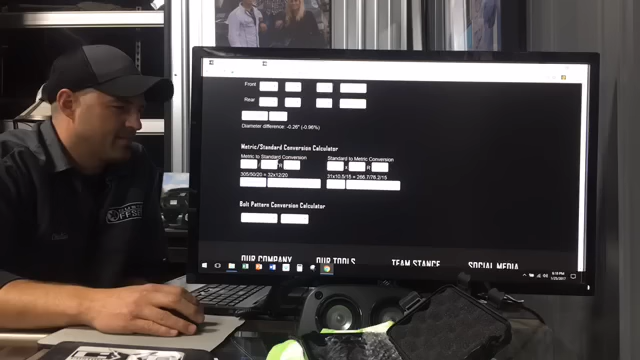 Front
Rear
Diameter difference: -0.26" (-0.96%)
Metric/Standard Conversion Calculator
Metric to Standard Conversion
Standard to Metric Conversion
R
R
305/50/20 = 32x12/20
31x10.5/15 = 266.7/76.2/15
Bolt Pattern Conversion Calculator
OUR COMPANY
OUR TOOLS
TEAM STANCE
SOCIAL MEDIA
OFFSET